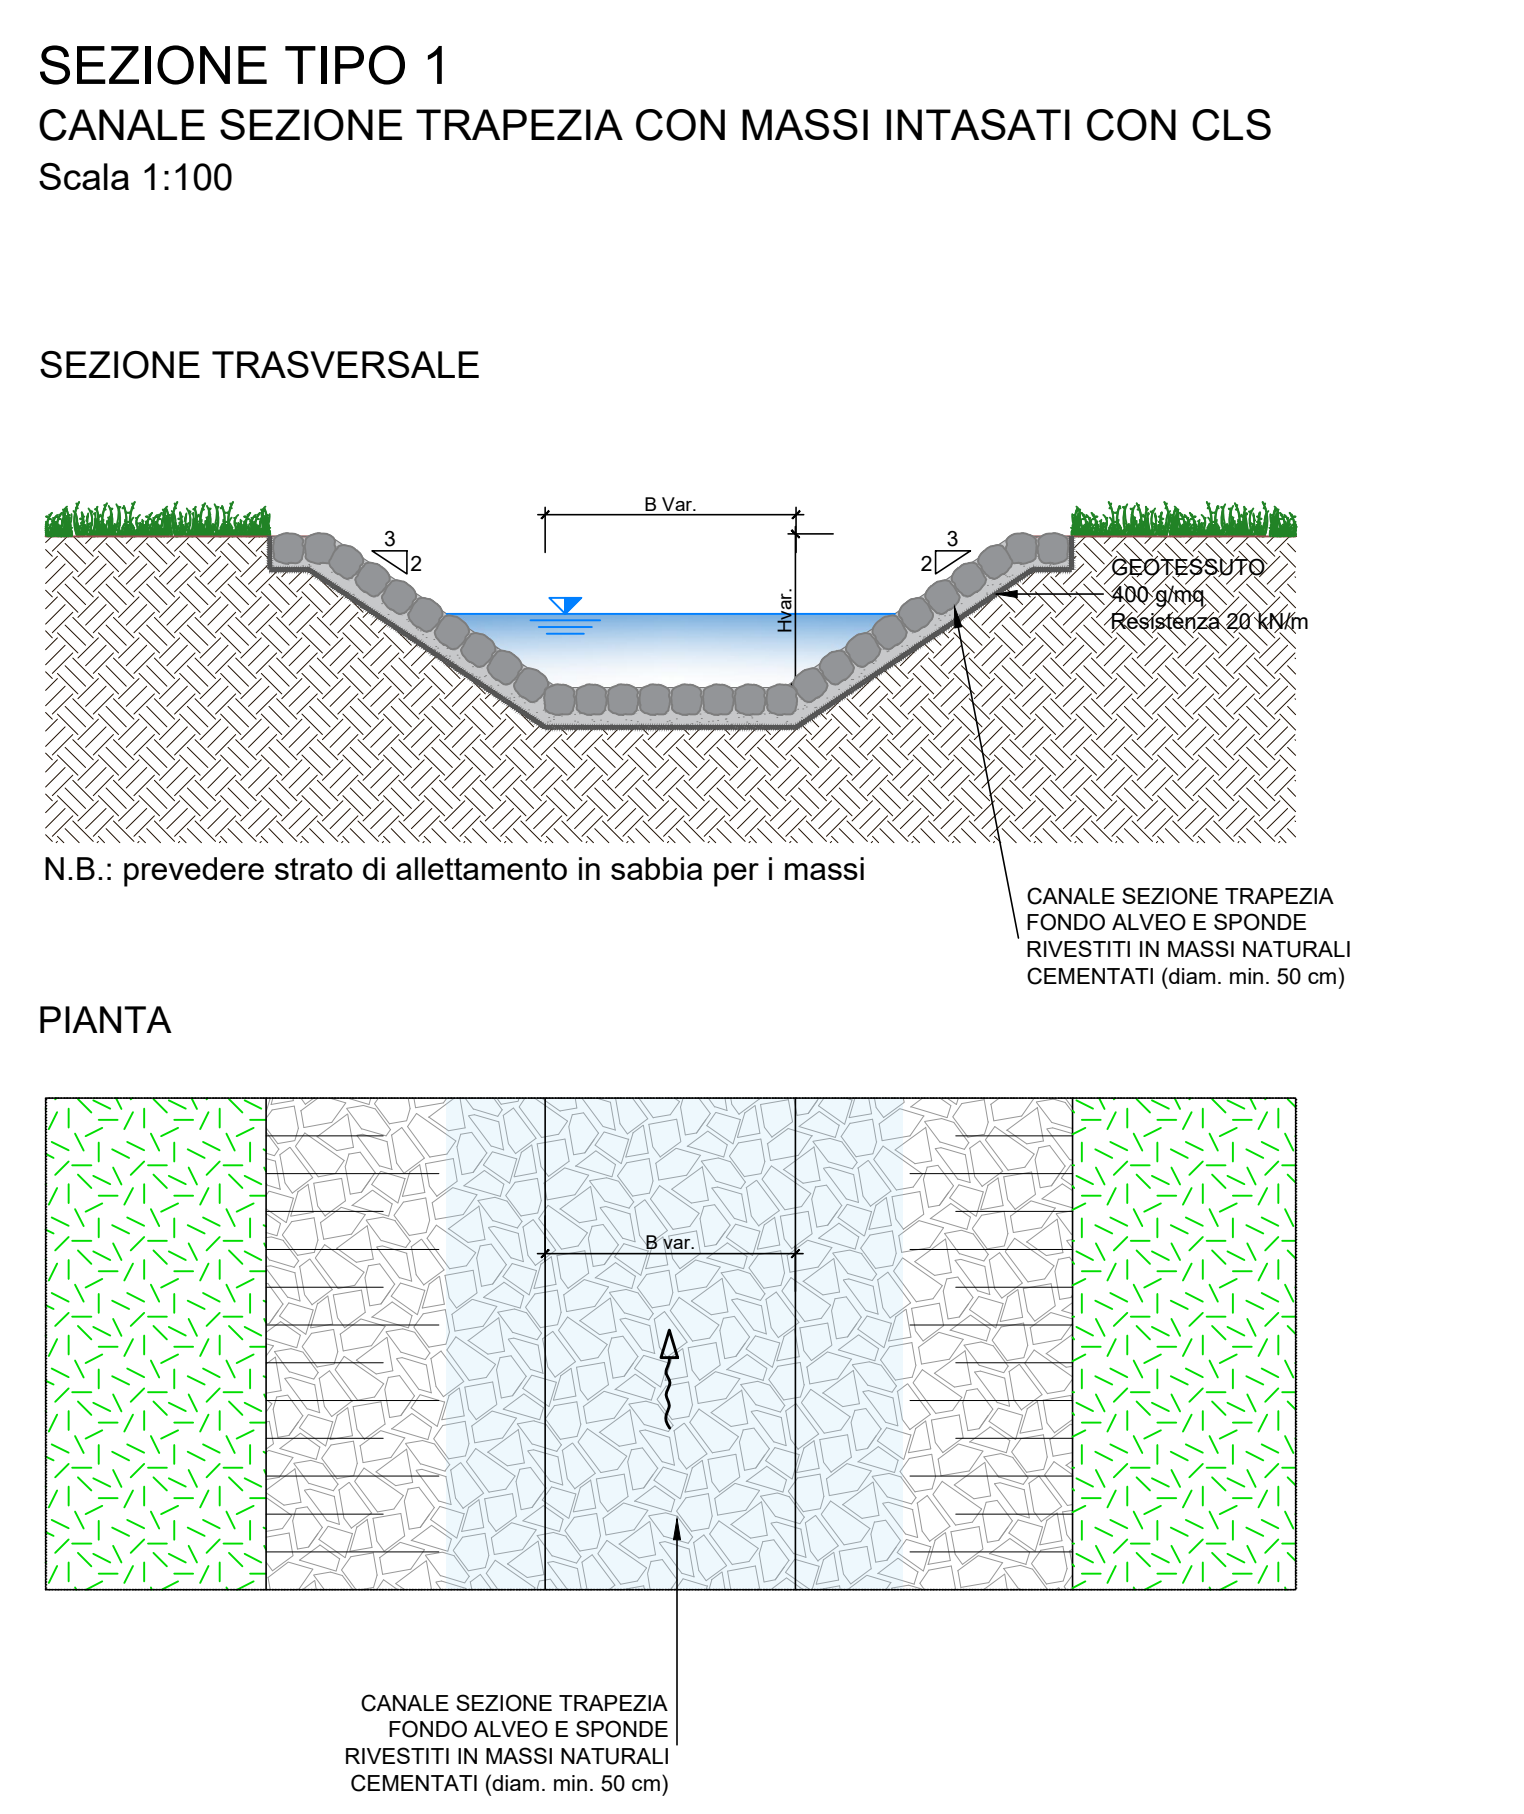 SEZIONE TIPO 1
CANALE SEZIONE TRAPEZIA CON MASSI INTASATI CON CLS
Scala 1:100
SEZIONE TRASVERSALE
B Var.
3
2
3
2
Hvar.
GEOTESSUTO
400 g/mq
Resistenza 20 kN/m
N.B.: prevedere strato di allettamento in sabbia per i massi
CANALE SEZIONE TRAPEZIA
FONDO ALVEO E SPONDE
RIVESTITI IN MASSI NATURALI
CEMENTATI (diam. min. 50 cm)
PIANTA
B var.
CANALE SEZIONE TRAPEZIA
FONDO ALVEO E SPONDE
RIVESTITI IN MASSI NATURALI
CEMENTATI (diam. min. 50 cm)